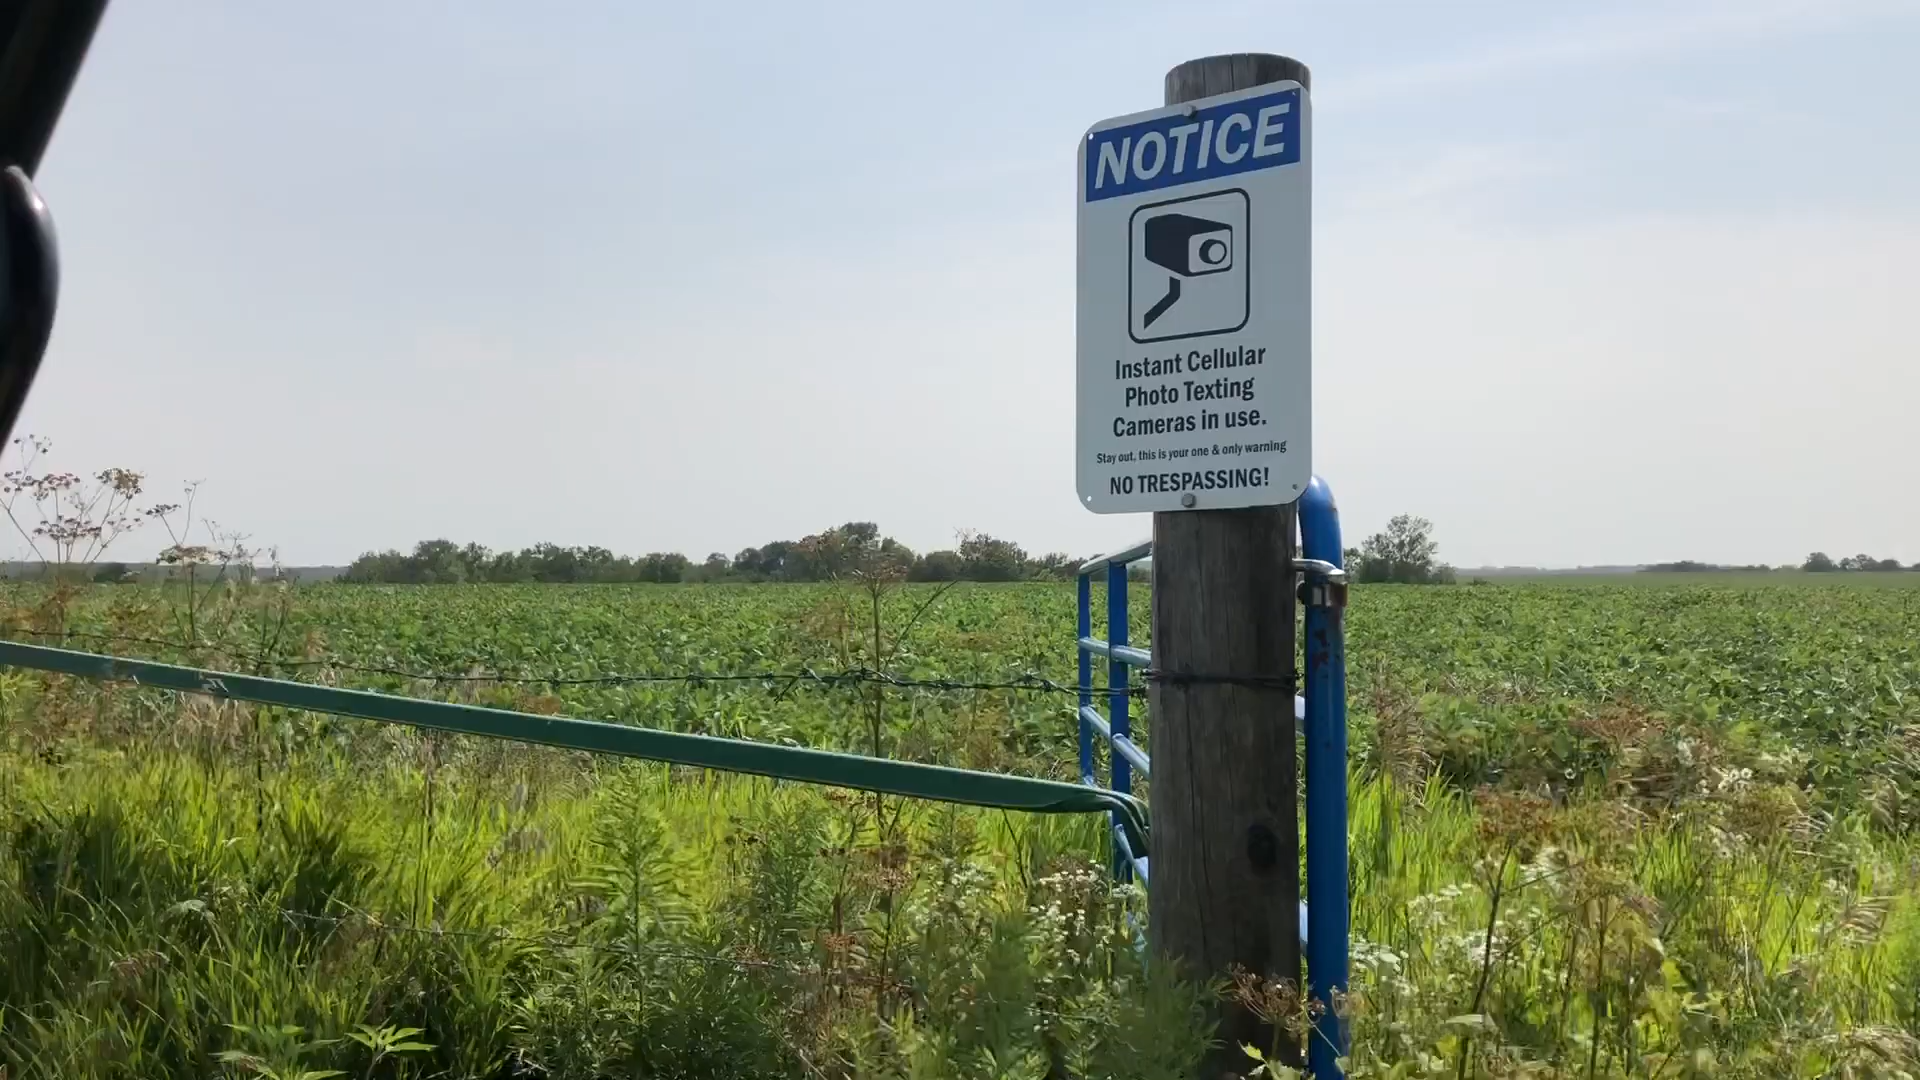 NOTICE
Instant Cellular
Photo Texting
Cameras in use.
Stay out, this is your one & only warning
NO TRESPASSING!